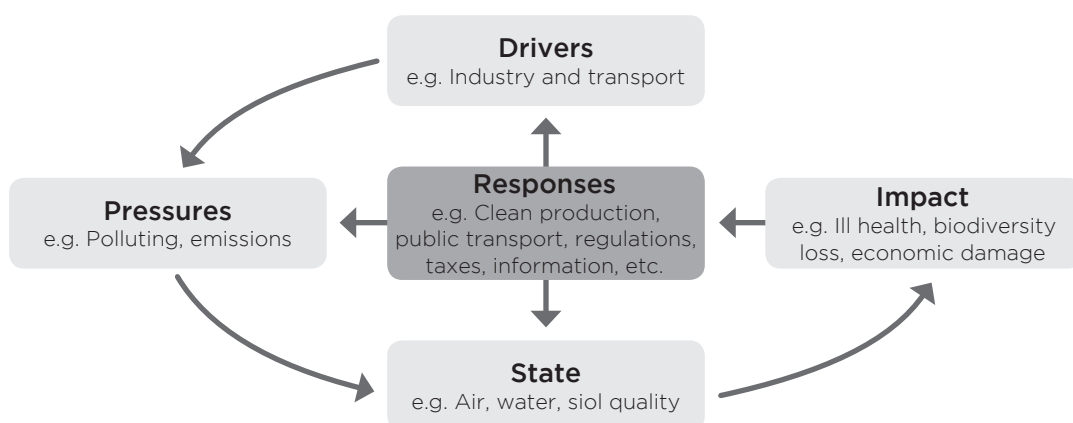 Drivers
e.g. Industry and transport
Responses
e.g. Clean production,
public transport, regulations,
taxes, information, etc.
Pressures
e.g. Polluting, emissions
Impact
e.g. Ill health, biodiversity
loss, economic damage
State
e.g. Air, water, siol quality